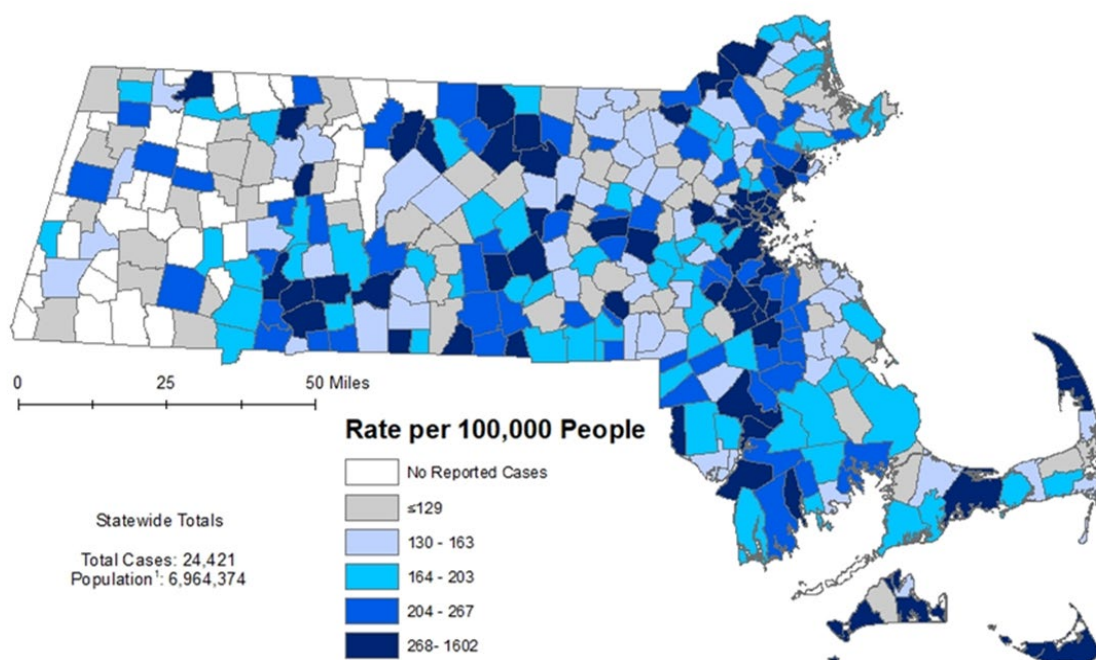 0 25 50 Miles
Rate per 100,000 People
No Reported Cases
≤129
130 - 163
164 - 203
204 - 267
268- 1602
Statewide Totals
Total Cases: 24,421
Population¹: 6,964,374